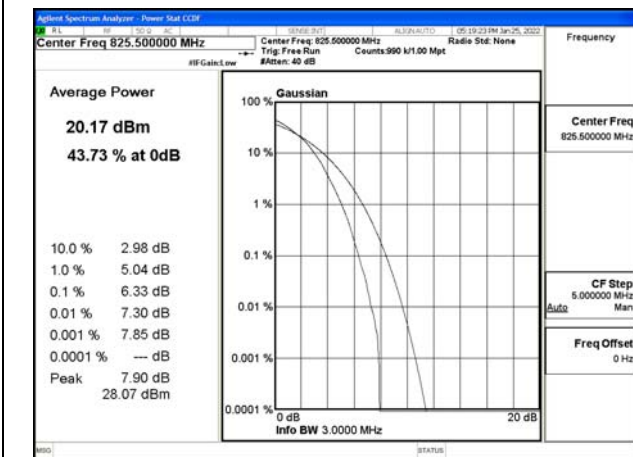 Agilent Spectrum Analyzer - Power Stat CCDF
RL RF 50 Ω AC SENSE:INT ALIGN AUTO 05:19:23 PM Jan 25, 2022
Center Freq 825.500000 MHz
Center Freq: 825.500000 MHz Radio Std: None
Trig: Free Run Counts:990 k/1.00 Mpt
#IFGain:Low #Atten: 40 dB
Frequency
Average Power
20.17 dBm
43.73 % at 0dB
10.0 % 2.98 dB
1.0 % 5.04 dB
0.1 % 6.33 dB
0.01 % 7.30 dB
0.001 % 7.85 dB
0.0001 % --- dB
Peak 7.90 dB
28.07 dBm
Gaussian
100 %
10 %
1 %
0.1 %
0.01 %
0.001 %
0.0001 %
0 dB 20 dB
Info BW 3.0000 MHz
Center Freq
825.500000 MHz
CF Step
5.000000 MHz
Auto Man
Freq Offset
0 Hz
MSG STATUS